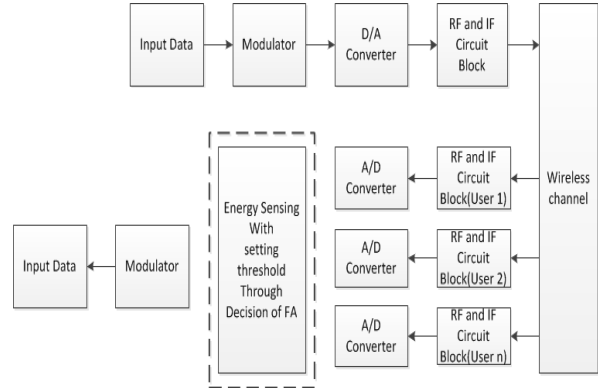 Input Data
Modulator
D/A
Converter
RF and IF
Circuit
Block
Wireless
channel
A/D
Converter
RF and IF
Circuit
Block(User 1)
Energy Sensing
With
setting
threshold
Through
Decision of FA
A/D
Converter
RF and IF
Circuit
Block(User 2)
Input Data
Modulator
A/D
Converter
RF and IF
Circuit
Block(User n)